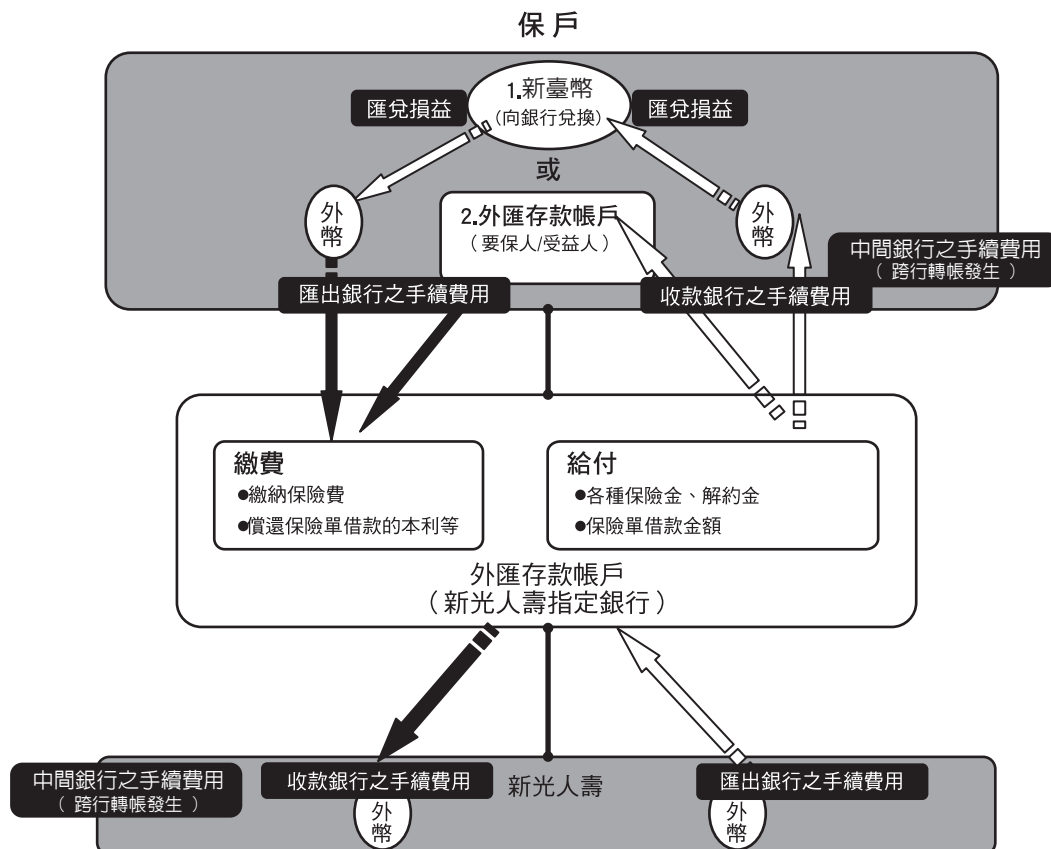 保戶
1.新臺幣
(向銀行兌換)
匯兌損益
匯兌損益
或
外幣
2.外匯存款帳戶
(要保人/受益人)
外幣
中間銀行之手續費用
(跨行轉帳發生)
匯出銀行之手續費用
收款銀行之手續費用
繳費
●繳納保險費
●償還保險單借款的本利等
給付
●各種保險金、解約金
●保險單借款金額
外匯存款帳戶
(新光人壽指定銀行)
中間銀行之手續費用
(跨行轉帳發生)
收款銀行之手續費用
新光人壽
匯出銀行之手續費用
外幣
外幣